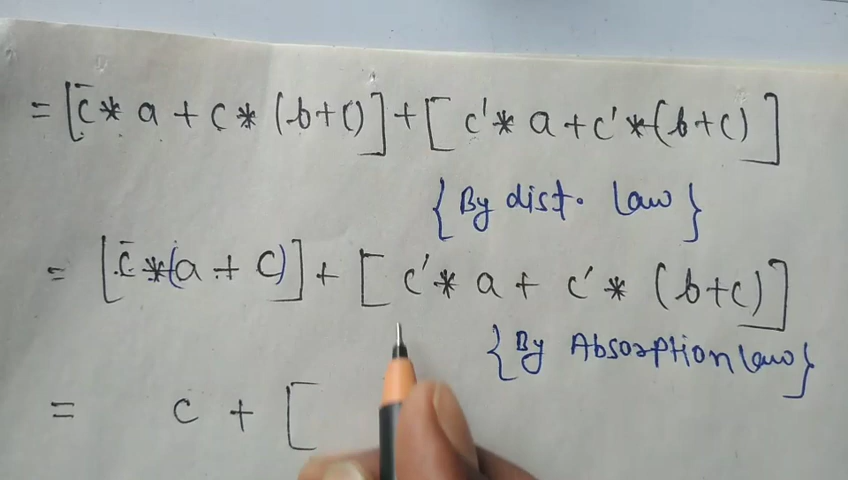 = [c * a + c * (b+c)] + [ c' * a + c' * (b+c) ]
{By dist. law}
= [c * (a + c)] + [ c' * a + c' * (b+c) ]
{By Absorption law}
= c + [